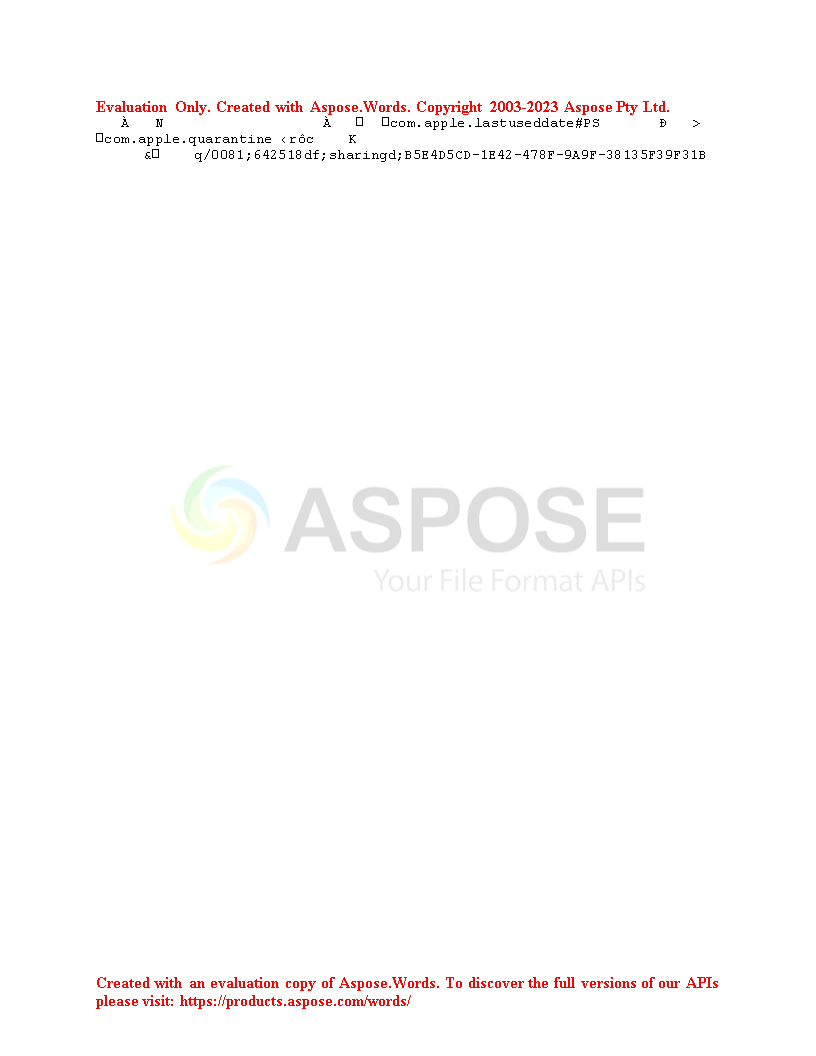 Evaluation Only. Created with Aspose.Words. Copyright 2003-2023 Aspose Pty Ltd.
À N À com.apple.lastuseddate#PS Ð >
com.apple.quarantine ‹rôc K
& q/0081;642518df;sharingd;B5E4D5CD-1E42-478F-9A9F-38135F39F31B
ASPOSE
Your File Format APIs
Created with an evaluation copy of Aspose.Words. To discover the full versions of our APIs
please visit: https://products.aspose.com/words/